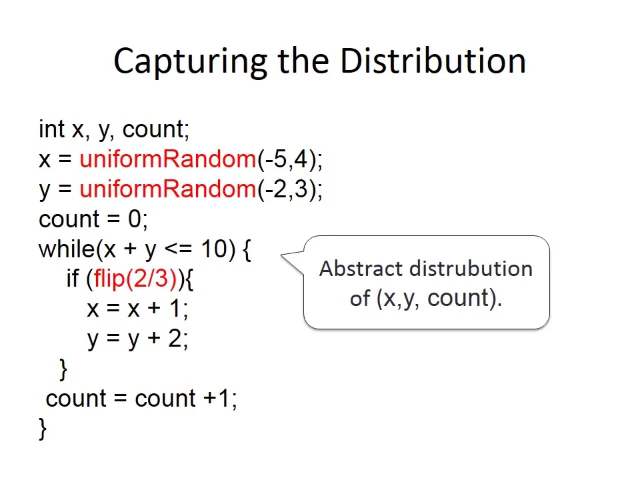 Capturing the Distribution
int x, y, count;
x = uniformRandom(-5,4);
y = uniformRandom(-2,3);
count = 0;
while(x + y <= 10) {
if (flip(2/3)){
x = x + 1;
y = y + 2;
}
count = count +1;
}
Abstract distrubution
of (x,y, count).